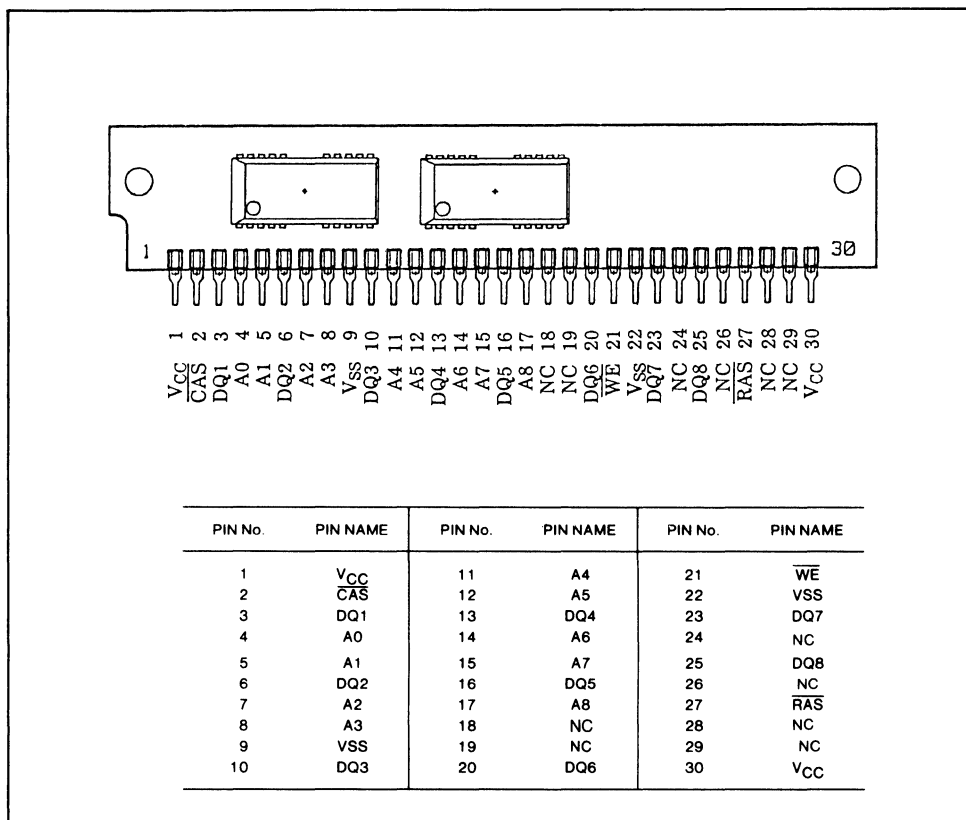 1 30
1 2 3 4 5 6 7 8 9 10 11 12 13 14 15 16 17 18 19 20 21 22 23 24 25 26 27 28 29 30
VCC C̅A̅S̅ DQ1 A0 A1 DQ2 A2 A3 VSS DQ3 A4 A5 DQ4 A6 A7 DQ5 A8 NC NC DQ6 W̅E̅ VSS DQ7 NC DQ8 NC R̅A̅S̅ NC NC VCC
PIN No. PIN NAME PIN No. PIN NAME PIN No. PIN NAME
1 VCC 11 A4 21 W̅E̅
2 C̅A̅S̅ 12 A5 22 VSS
3 DQ1 13 DQ4 23 DQ7
4 A0 14 A6 24 NC
5 A1 15 A7 25 DQ8
6 DQ2 16 DQ5 26 NC
7 A2 17 A8 27 R̅A̅S̅
8 A3 18 NC 28 NC
9 VSS 19 NC 29 NC
10 DQ3 20 DQ6 30 VCC